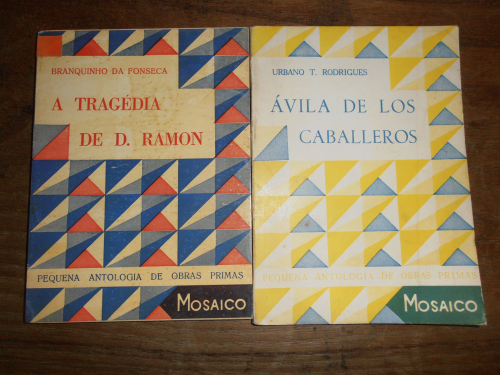 BRANQUINHO DA FONSECA
A TRAGÉDIA
DE D. RAMON
PEQUENA ANTOLOGIA DE OBRAS PRIMAS
MOSAICO
URBANO T. RODRIGUES
ÁVILA DE LOS
CABALLEROS
PEQUENA ANTOLOGIA DE OBRAS PRIMAS
MOSAICO